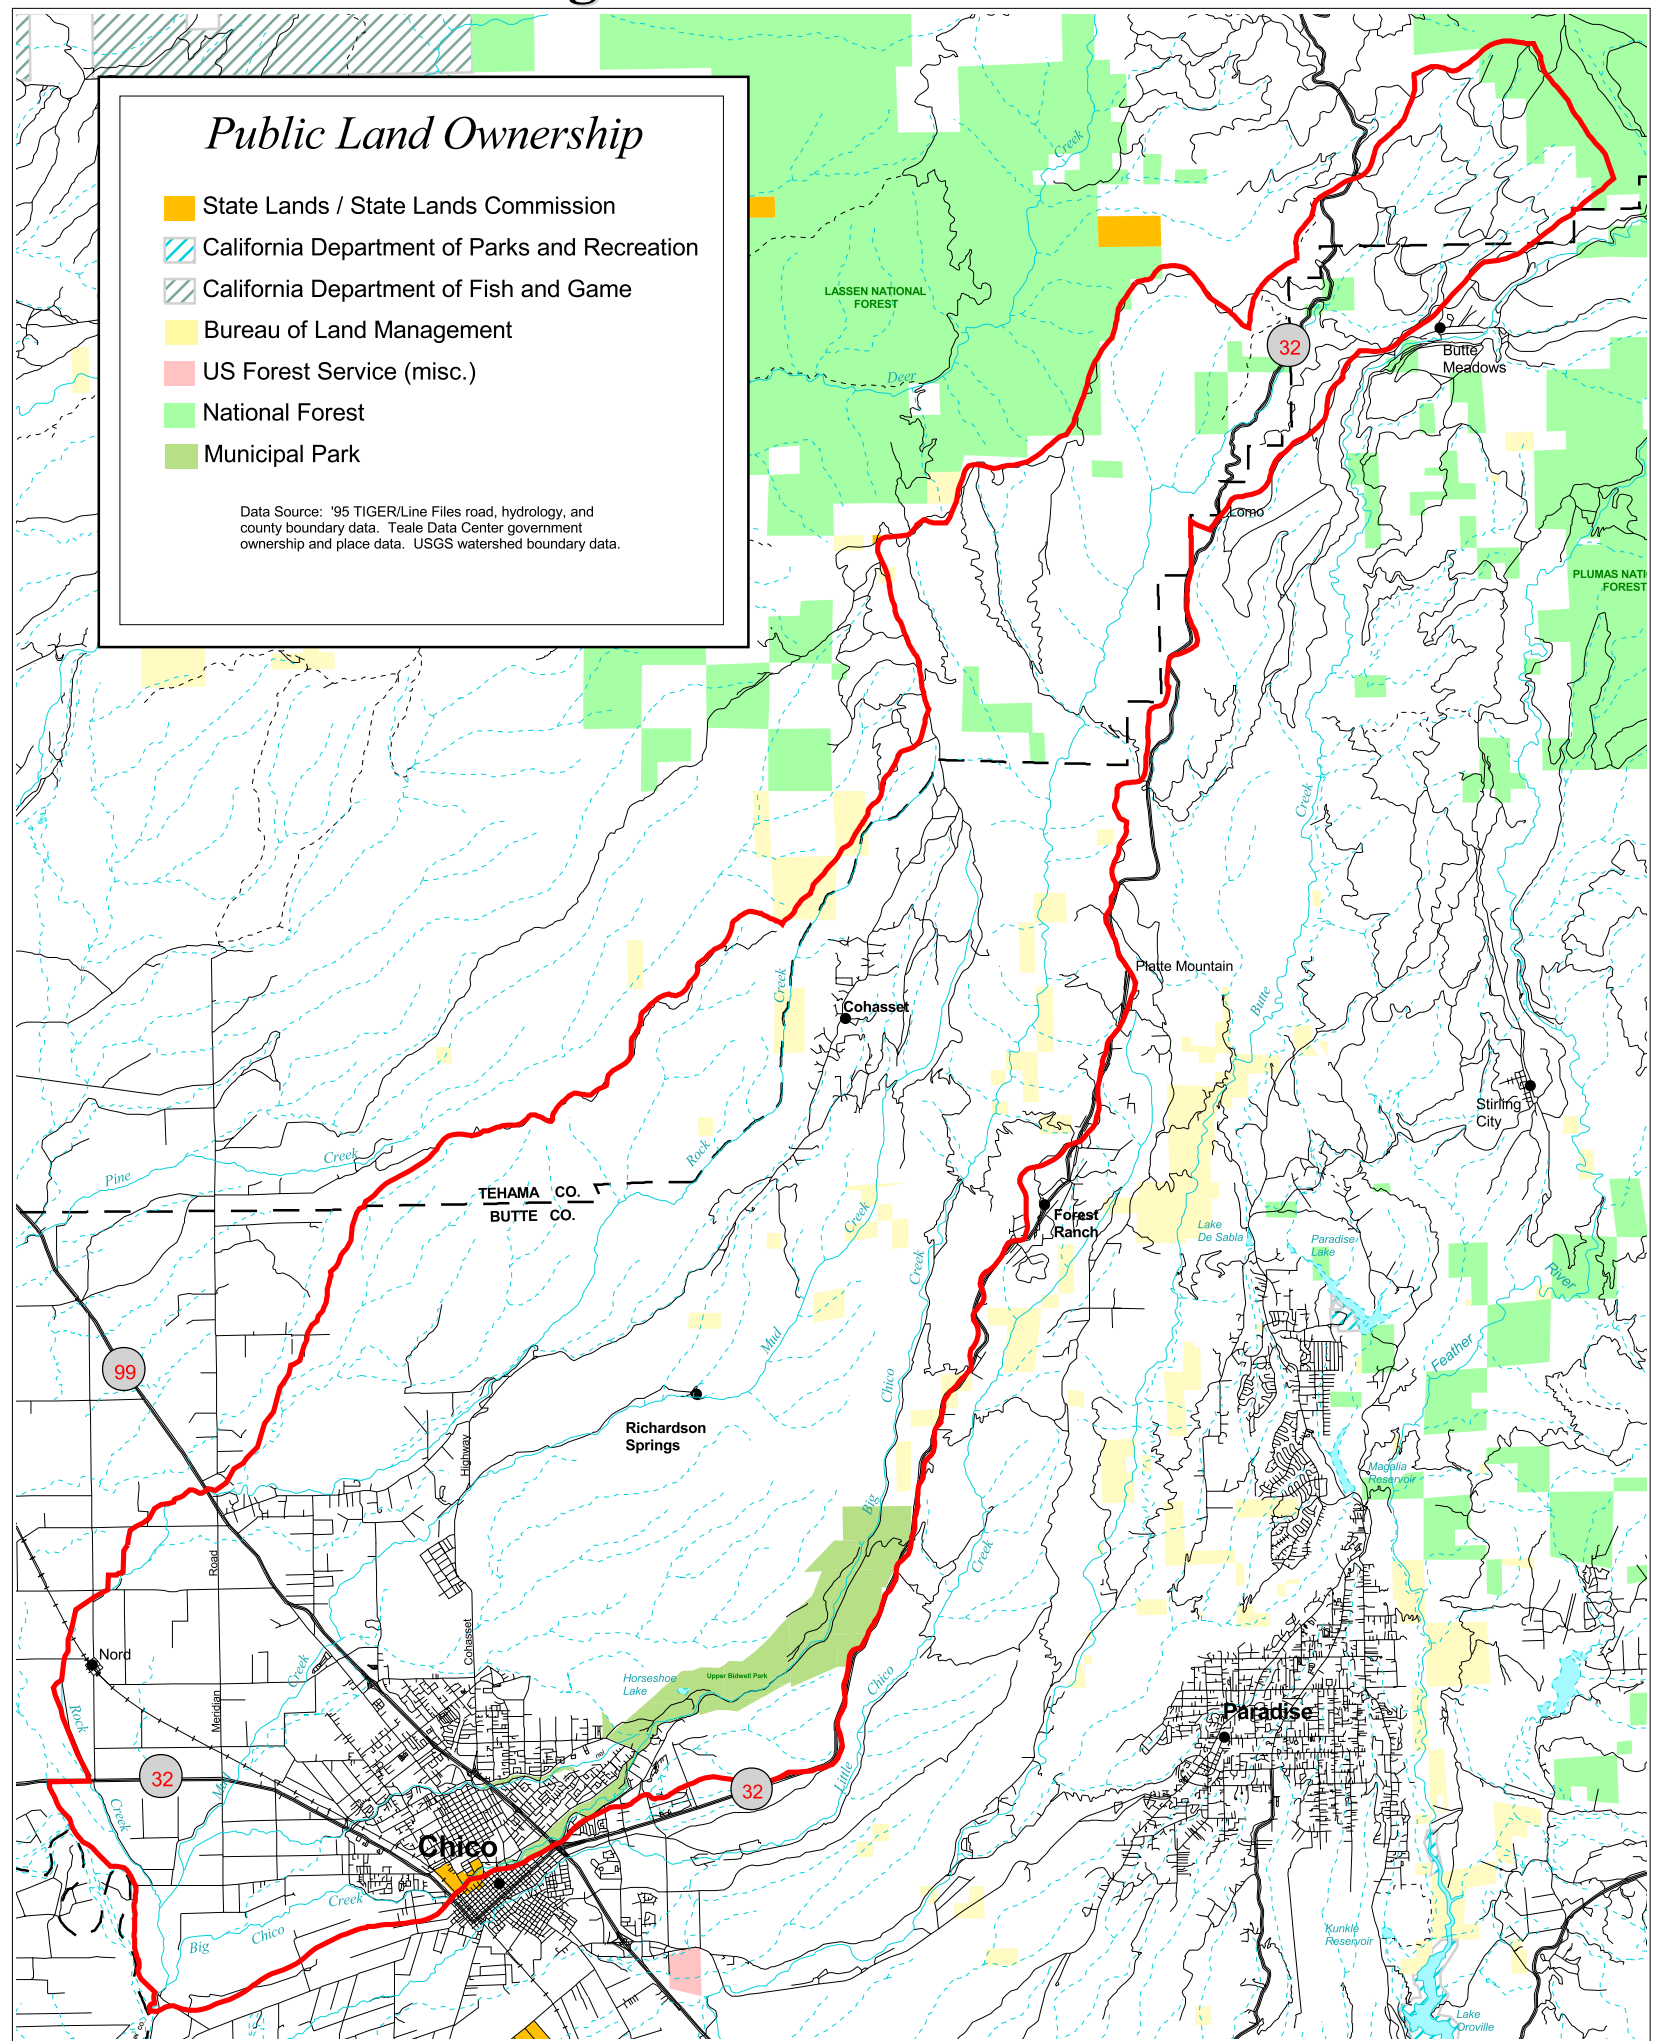 Public Land Ownership
State Lands / State Lands Commission
California Department of Parks and Recreation
California Department of Fish and Game
Bureau of Land Management
US Forest Service (misc.)
National Forest
Municipal Park
Data Source:  '95 TIGER/Line Files road, hydrology, and
county boundary data.  Teale Data Center government
ownership and place data.  USGS watershed boundary data.
Creek
LASSEN NATIONAL
FOREST
Deer
32
Butte
Meadows
Lomo
PLUMAS NATI
FOREST
Creek
Platte Mountain
Creek
Butte
Cohasset
Stirling
City
Rock
Pine
Creek
TEHAMA   CO.
BUTTE   CO.
Creek
Forest
Ranch
Lake
De Sabla
Paradise
Lake
River
Creek
Mud
Feather
99
Chico
Richardson
Springs
Highway
Magalia
Reservoir
Big
Road
Creek
Cohasset
Nord
Creek
Horseshoe
Lake
Upper Bidwell Park
Chico
Meridian
Rock
Paradise
32
Mud
Little
32
Creek
Chico
Creek
Big
Chico
Kunkle
Reservoir
Lake
Oroville